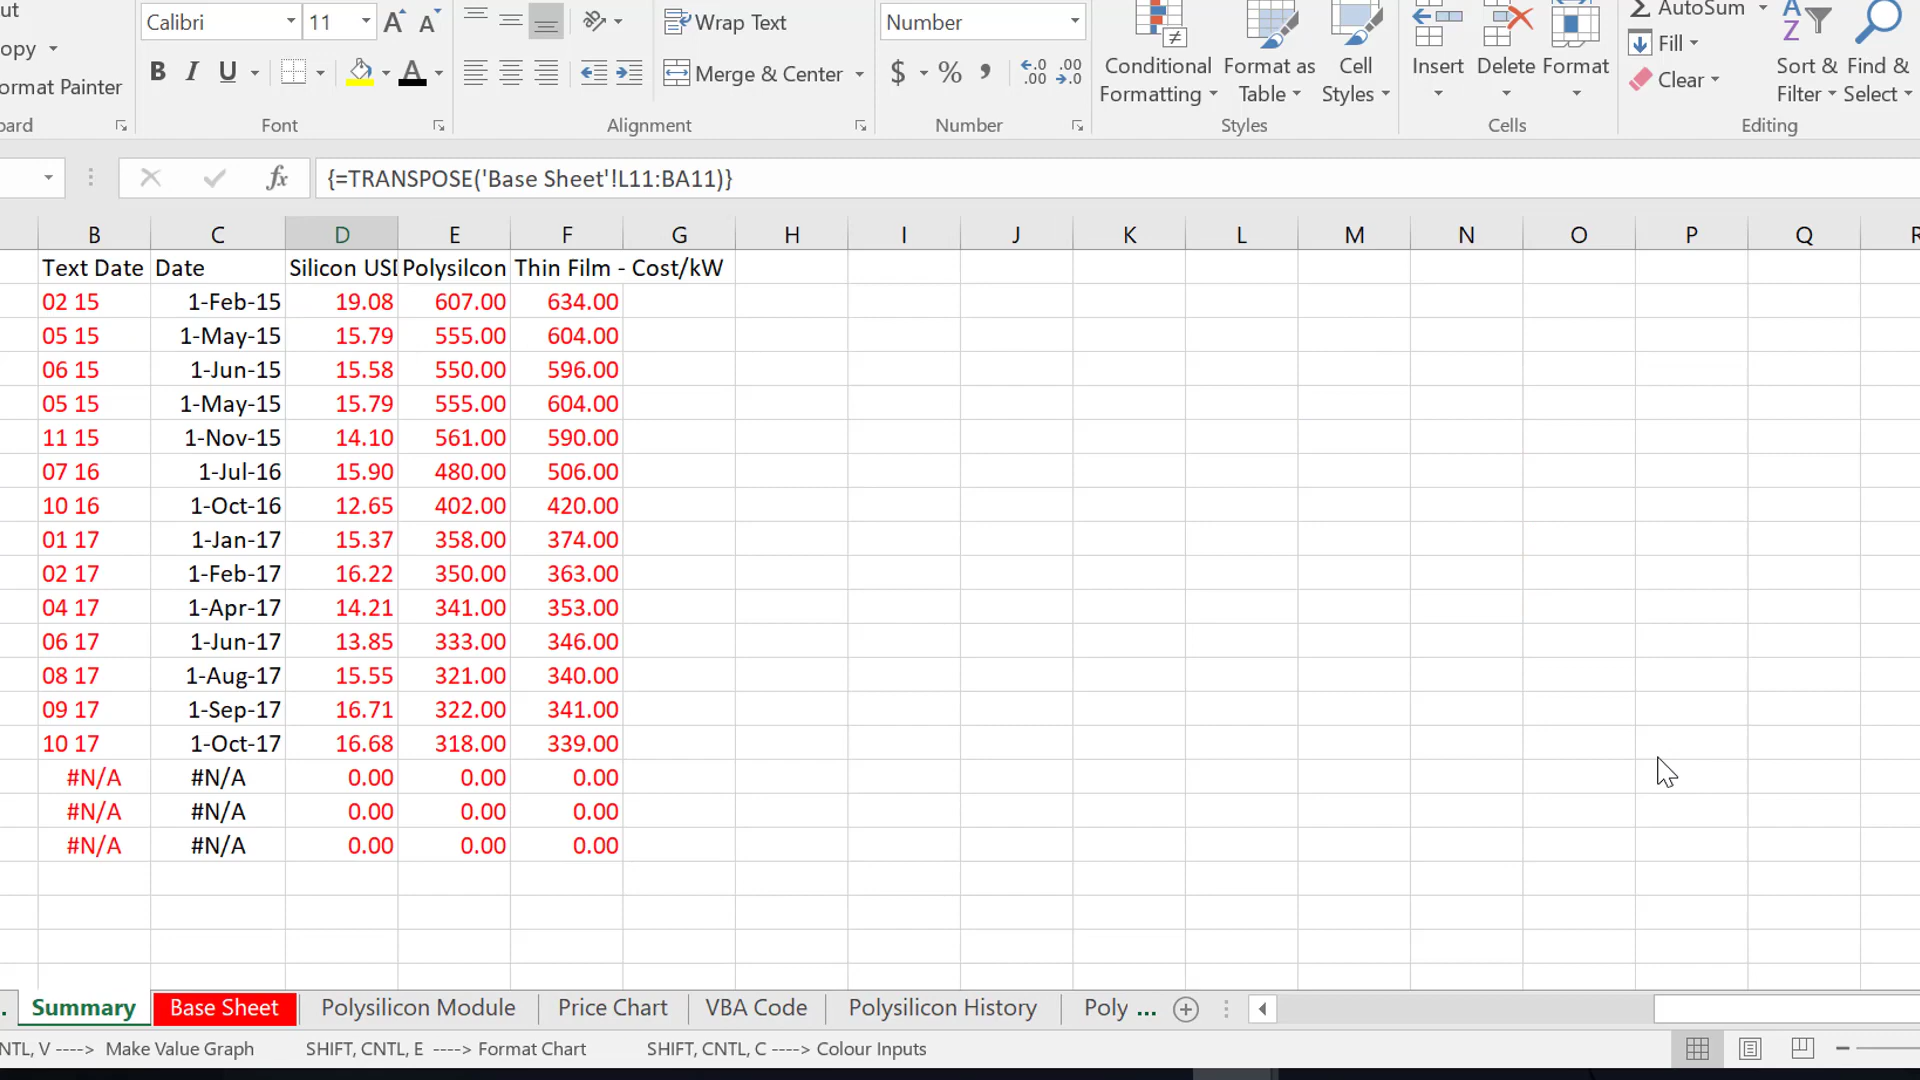 ut
Calibri 11 A A Wrap Text Number AutoSum
opy Fill
B I U A Merge & Center $ % , .0 .00 .00 .0 Conditional Formatting Format as Table Cell Styles Insert Delete Format Clear Sort & Filter Find & Select
ormat Painter
oard Font Alignment Number Styles Cells Editing
fx {=TRANSPOSE('Base Sheet'!L11:BA11)}
B C D E F G H I J K L M N O P Q R
Text Date Date Silicon USD Polysilcon Thin Film - Cost/kW
02 15 1-Feb-15 19.08 607.00 634.00
05 15 1-May-15 15.79 555.00 604.00
06 15 1-Jun-15 15.58 550.00 596.00
05 15 1-May-15 15.79 555.00 604.00
11 15 1-Nov-15 14.10 561.00 590.00
07 16 1-Jul-16 15.90 480.00 506.00
10 16 1-Oct-16 12.65 402.00 420.00
01 17 1-Jan-17 15.37 358.00 374.00
02 17 1-Feb-17 16.22 350.00 363.00
04 17 1-Apr-17 14.21 341.00 353.00
06 17 1-Jun-17 13.85 333.00 346.00
08 17 1-Aug-17 15.55 321.00 340.00
09 17 1-Sep-17 16.71 322.00 341.00
10 17 1-Oct-17 16.68 318.00 339.00
#N/A #N/A 0.00 0.00 0.00
#N/A #N/A 0.00 0.00 0.00
#N/A #N/A 0.00 0.00 0.00
Summary Base Sheet Polysilicon Module Price Chart VBA Code Polysilicon History Poly ...
NTL, V ----> Make Value Graph SHIFT, CNTL, E ----> Format Chart SHIFT, CNTL, C ----> Colour Inputs